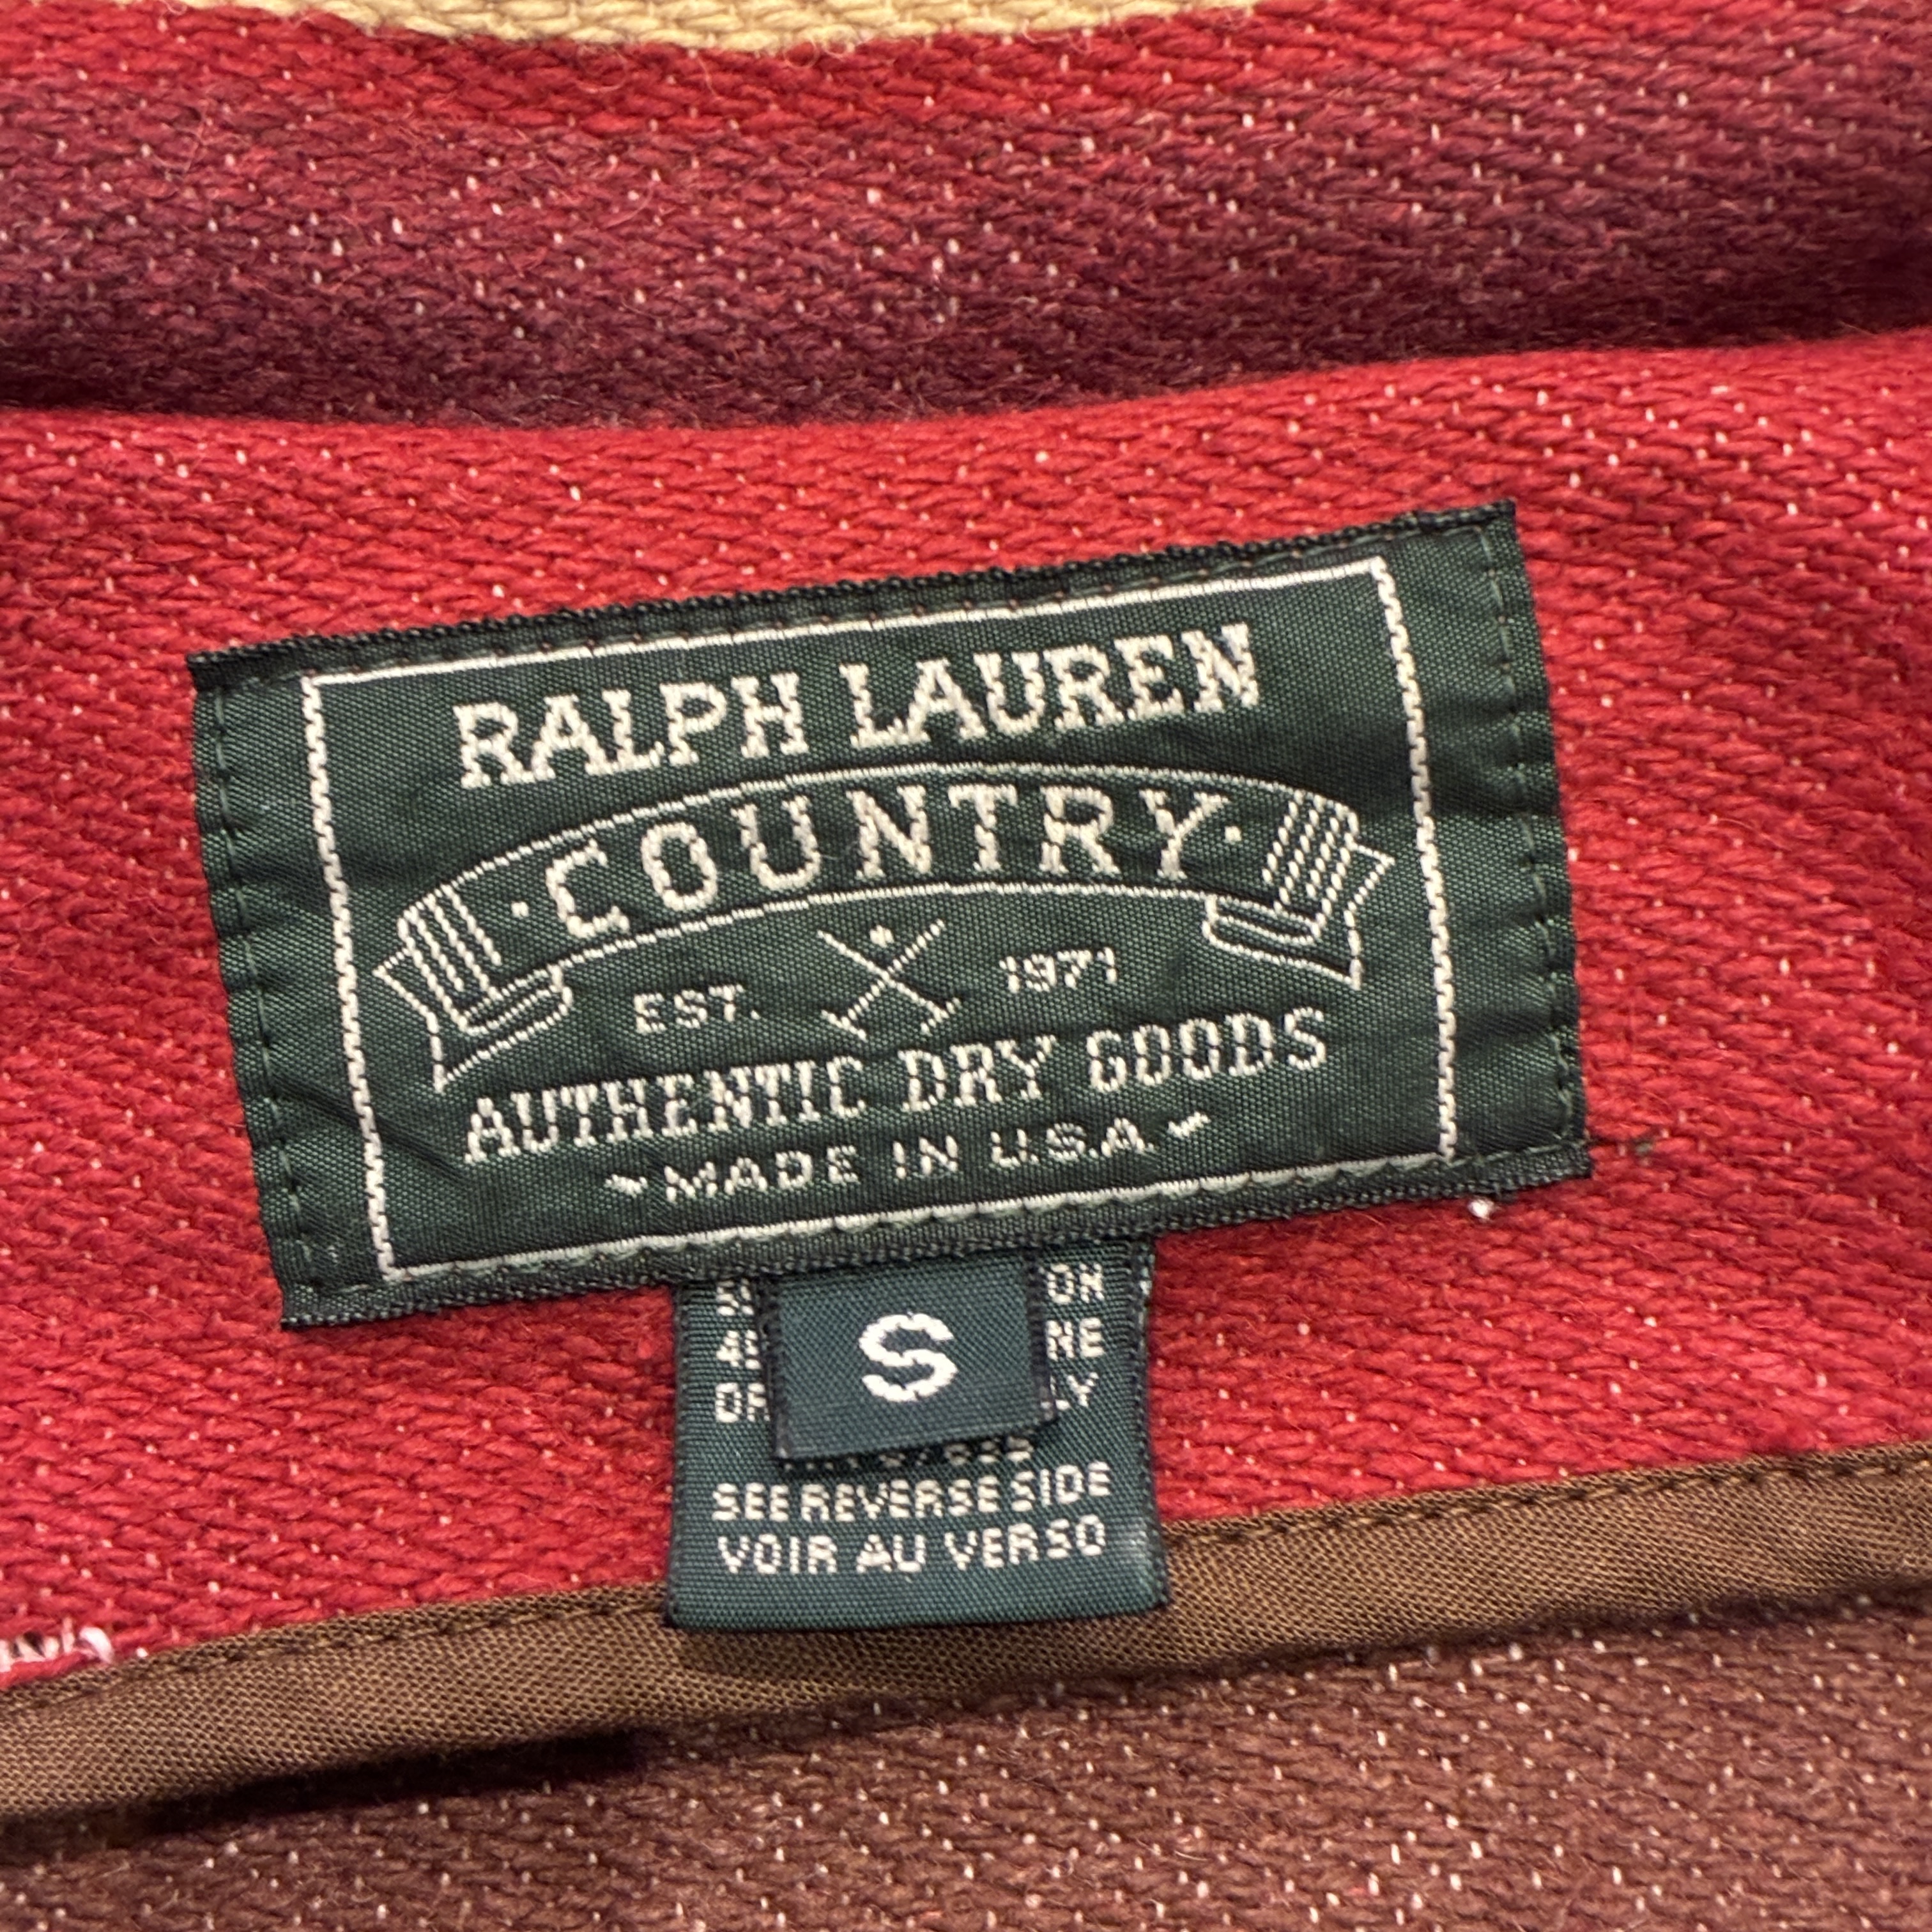 RALPH LAUREN
· COUNTRY ·
EST. 1971
AUTHENTIC DRY GOODS
~ MADE IN U.S.A. ~
S
SEE REVERSE SIDE
VOIR AU VERSO